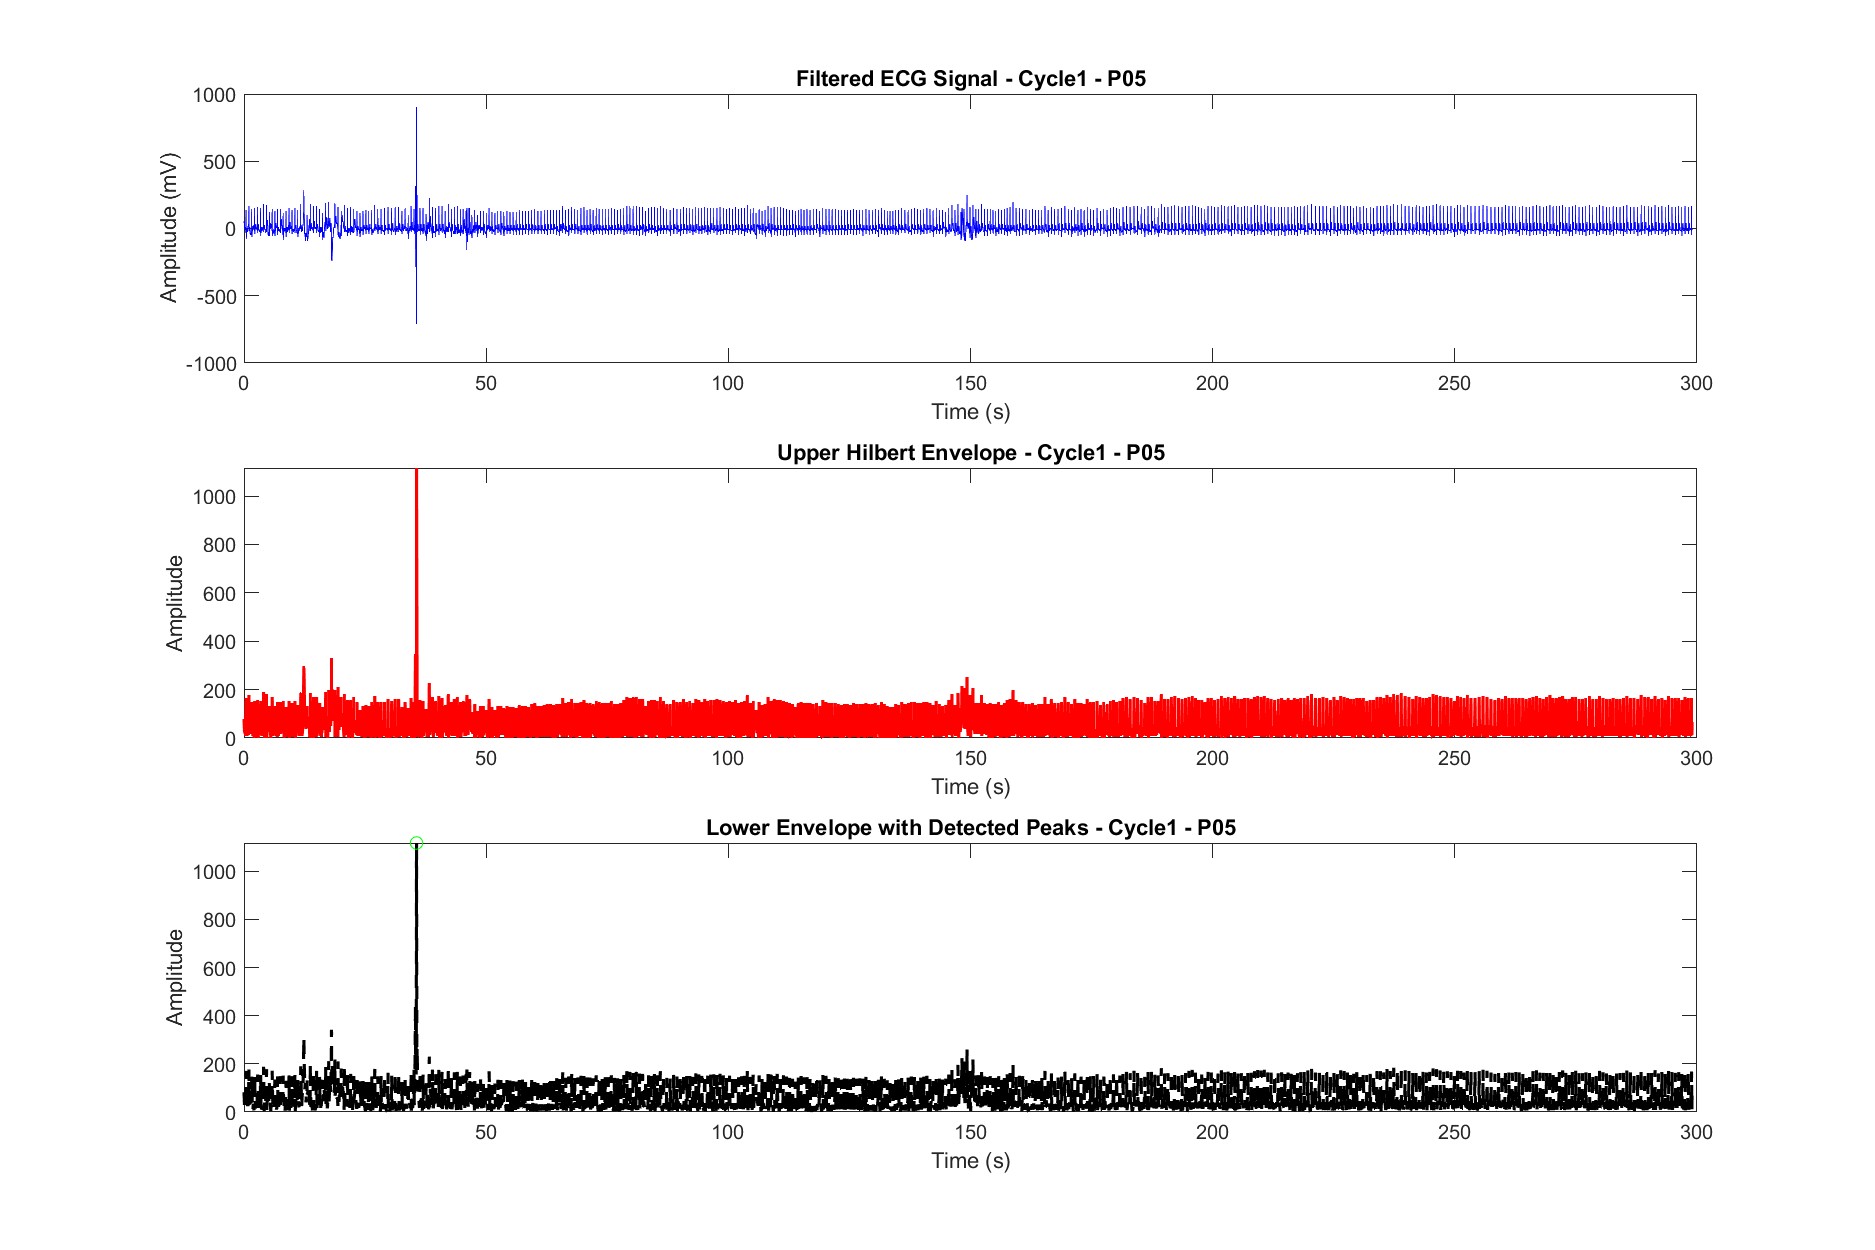 Filtered ECG Signal - Cycle1 - P05
1000
500
0
-500
-1000
Amplitude (mV)
0 50 100 150 200 250 300
Time (s)
Upper Hilbert Envelope - Cycle1 - P05
1000
800
600
400
200
0
Amplitude
0 50 100 150 200 250 300
Time (s)
Lower Envelope with Detected Peaks - Cycle1 - P05
1000
800
600
400
200
0
Amplitude
0 50 100 150 200 250 300
Time (s)